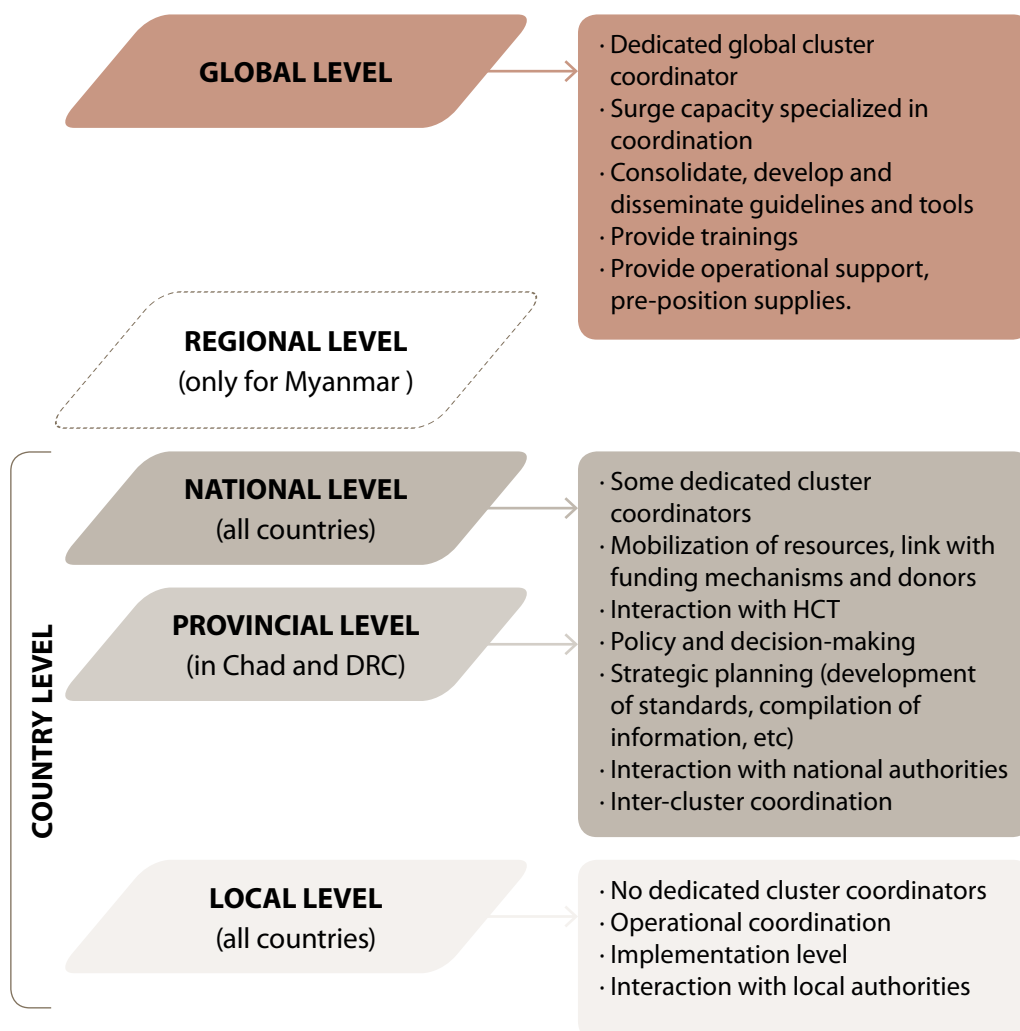 GLOBAL LEVEL
· Dedicated global cluster
coordinator
· Surge capacity specialized in
coordination
· Consolidate, develop and
disseminate guidelines and tools
· Provide trainings
· Provide operational support,
pre-position supplies.
REGIONAL LEVEL
(only for Myanmar )
COUNTRY LEVEL
NATIONAL LEVEL
(all countries)
PROVINCIAL LEVEL
(in Chad and DRC)
· Some dedicated cluster
coordinators
· Mobilization of resources, link with
funding mechanisms and donors
· Interaction with HCT
· Policy and decision-making
· Strategic planning (development
of standards, compilation of
information, etc)
· Interaction with national authorities
· Inter-cluster coordination
LOCAL LEVEL
(all countries)
· No dedicated cluster coordinators
· Operational coordination
· Implementation level
· Interaction with local authorities